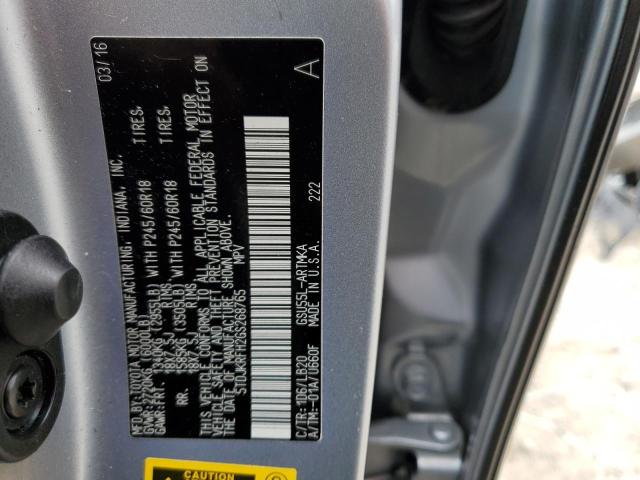 MFD.BY:TOYOTA MOTOR MANUFACTURING, INDIANA, INC. 03/16
GVWR:2720KG (6000LB)
GAWR:FRT. 1340KG (2955LB) WITH P245/60R18 TIRES,
18X7.5J RIMS,
RR. 1590KG (3505LB) WITH P245/60R18 TIRES,
18X7.5J RIMS,
THIS VEHICLE CONFORMS TO ALL APPLICABLE FEDERAL MOTOR
VEHICLE SAFETY AND THEFT PREVENTION STANDARDS IN EFFECT ON
THE DATE OF MANUFACTURE SHOWN ABOVE.
5TDJKRFH2GS268765 MPV
C/TR:1D6/LB20 GSU55L-ARTMKA A
A/TM:-01A/U660F MADE IN U.S.A. 222
CAUTION